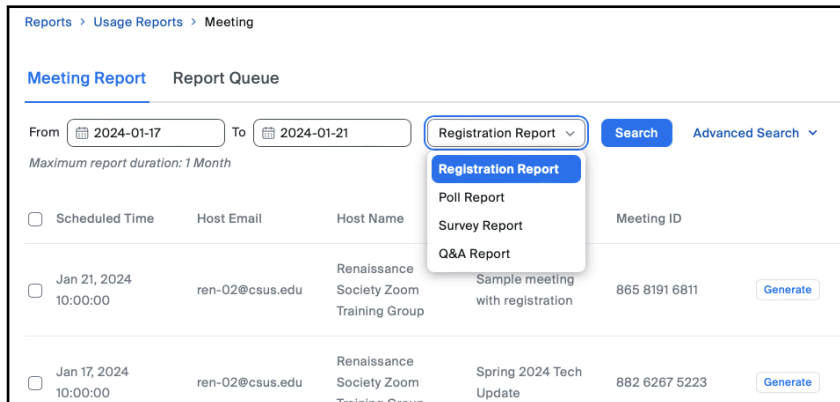 Reports > Usage Reports > Meeting
Meeting Report Report Queue
From 2024-01-17 To 2024-01-21 Registration Report Search Advanced Search
Maximum report duration: 1 Month
Registration Report
Poll Report
Survey Report
Q&A Report
Scheduled Time Host Email Host Name Meeting ID
Jan 21, 2024
10:00:00
ren-02@csus.edu
Renaissance
Society Zoom
Training Group
Sample meeting
with registration
865 8191 6811
Generate
Jan 17, 2024
10:00:00
ren-02@csus.edu
Renaissance
Society Zoom
Training Group
Spring 2024 Tech
Update
882 6267 5223
Generate